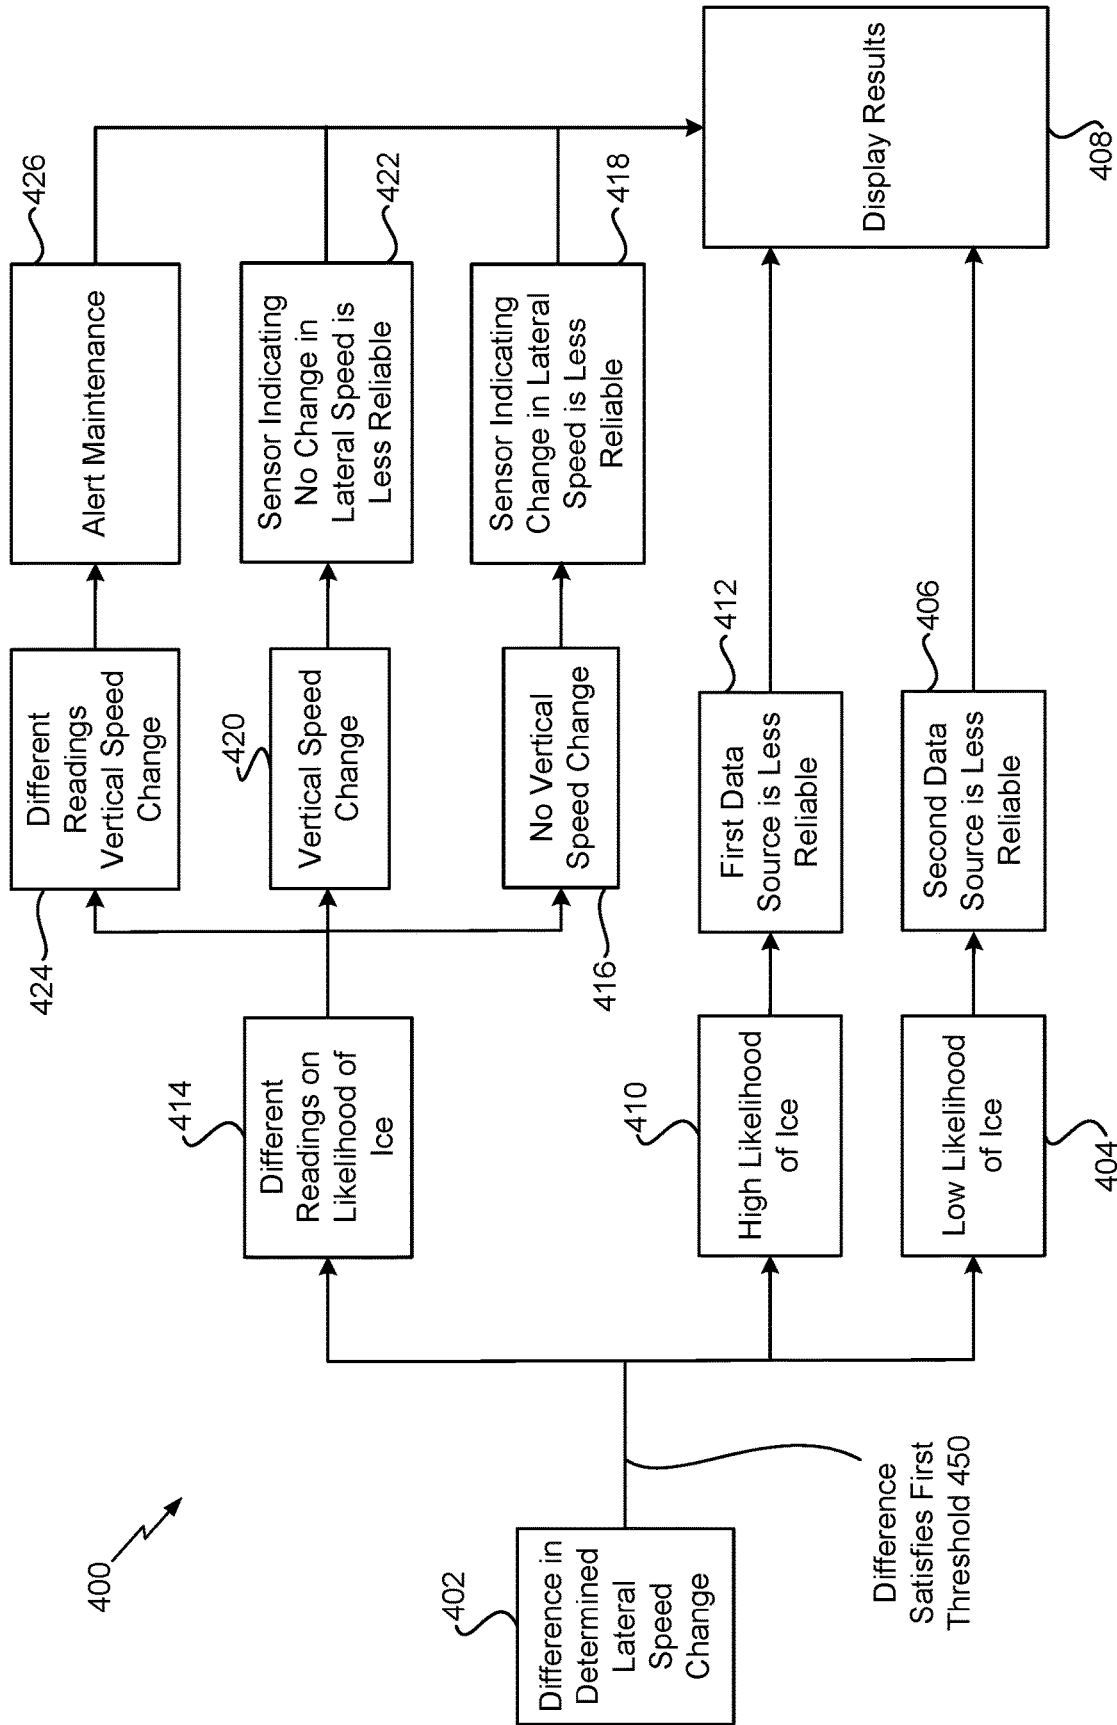 400
402
Difference in
Determined
Lateral
Speed
Change
Difference
Satisfies First
Threshold 450
414
Different
Readings on
Likelihood of
Ice
410
High Likelihood
of Ice
Low Likelihood
of Ice
404
424
Different
Readings
Vertical Speed
Change
420
Vertical Speed
Change
No Vertical
Speed Change
416
412
First Data
Source is Less
Reliable
406
Second Data
Source is Less
Reliable
426
Alert Maintenance
422
Sensor Indicating
No Change in
Lateral Speed is
Less Reliable
418
Sensor Indicating
Change in Lateral
Speed is Less
Reliable
Display Results
408